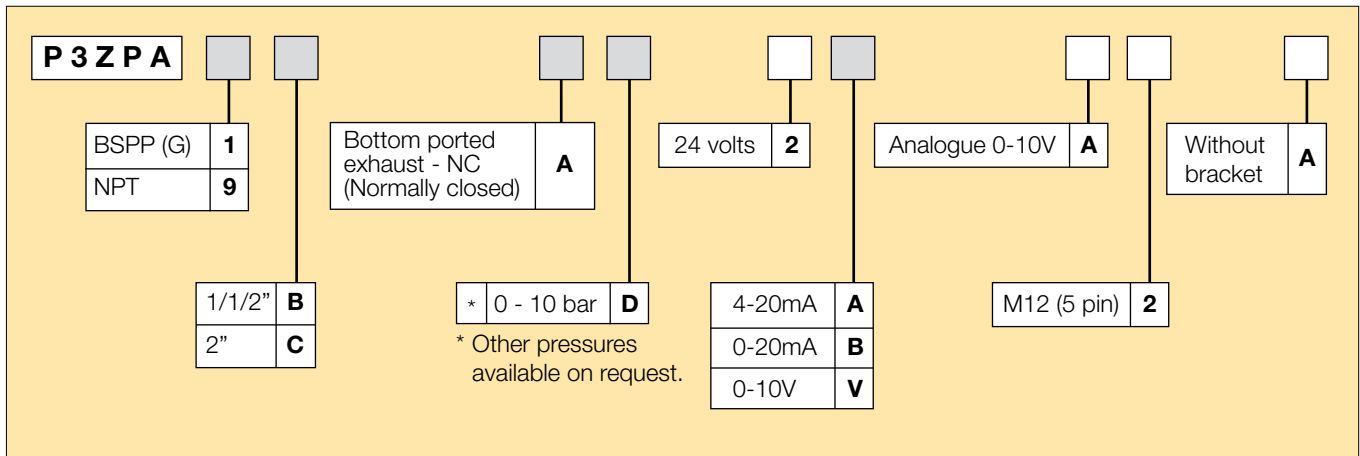 P 3 Z P A
BSPP (G) 1
NPT 9
Bottom ported
exhaust - NC
(Normally closed)
A
24 volts 2
Analogue 0-10V A
Without
bracket
A
1/1/2” B
2” C
* 0 - 10 bar D
* Other pressures
available on request.
4-20mA A
0-20mA B
0-10V V
M12 (5 pin) 2